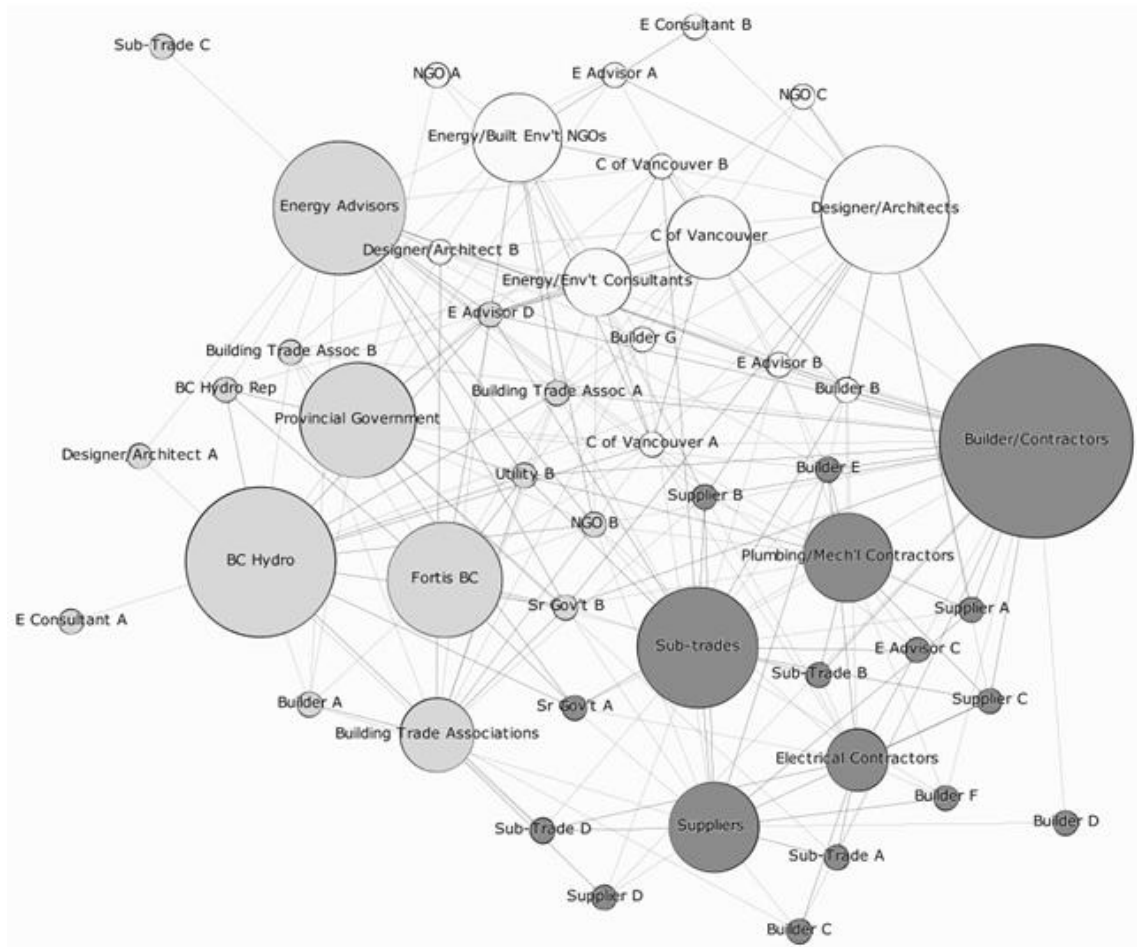 E Consultant B
Sub-Trade C
NGO A
E Advisor A
NGO C
Energy/Built Env't NGOs
C of Vancouver B
Energy Advisors
Designer/Architects
C of Vancouver
Designer/Architect B
Energy/Env't Consultants
E Advisor D
Builder G
Building Trade Assoc B
E Advisor B
BC Hydro Rep
Building Trade Assoc A
Builder B
Provincial Government
Builder/Contractors
C of Vancouver A
Designer/Architect A
Builder E
Utility B
Supplier B
NGO B
Plumbing/Mech'l Contractors
BC Hydro
Fortis BC
Sr Gov't B
Supplier A
E Consultant A
Sub-trades
E Advisor C
Sub-Trade B
Supplier C
Builder A
Sr Gov't A
Building Trade Associations
Electrical Contractors
Builder F
Builder D
Suppliers
Sub-Trade D
Sub-Trade A
Supplier D
Builder C